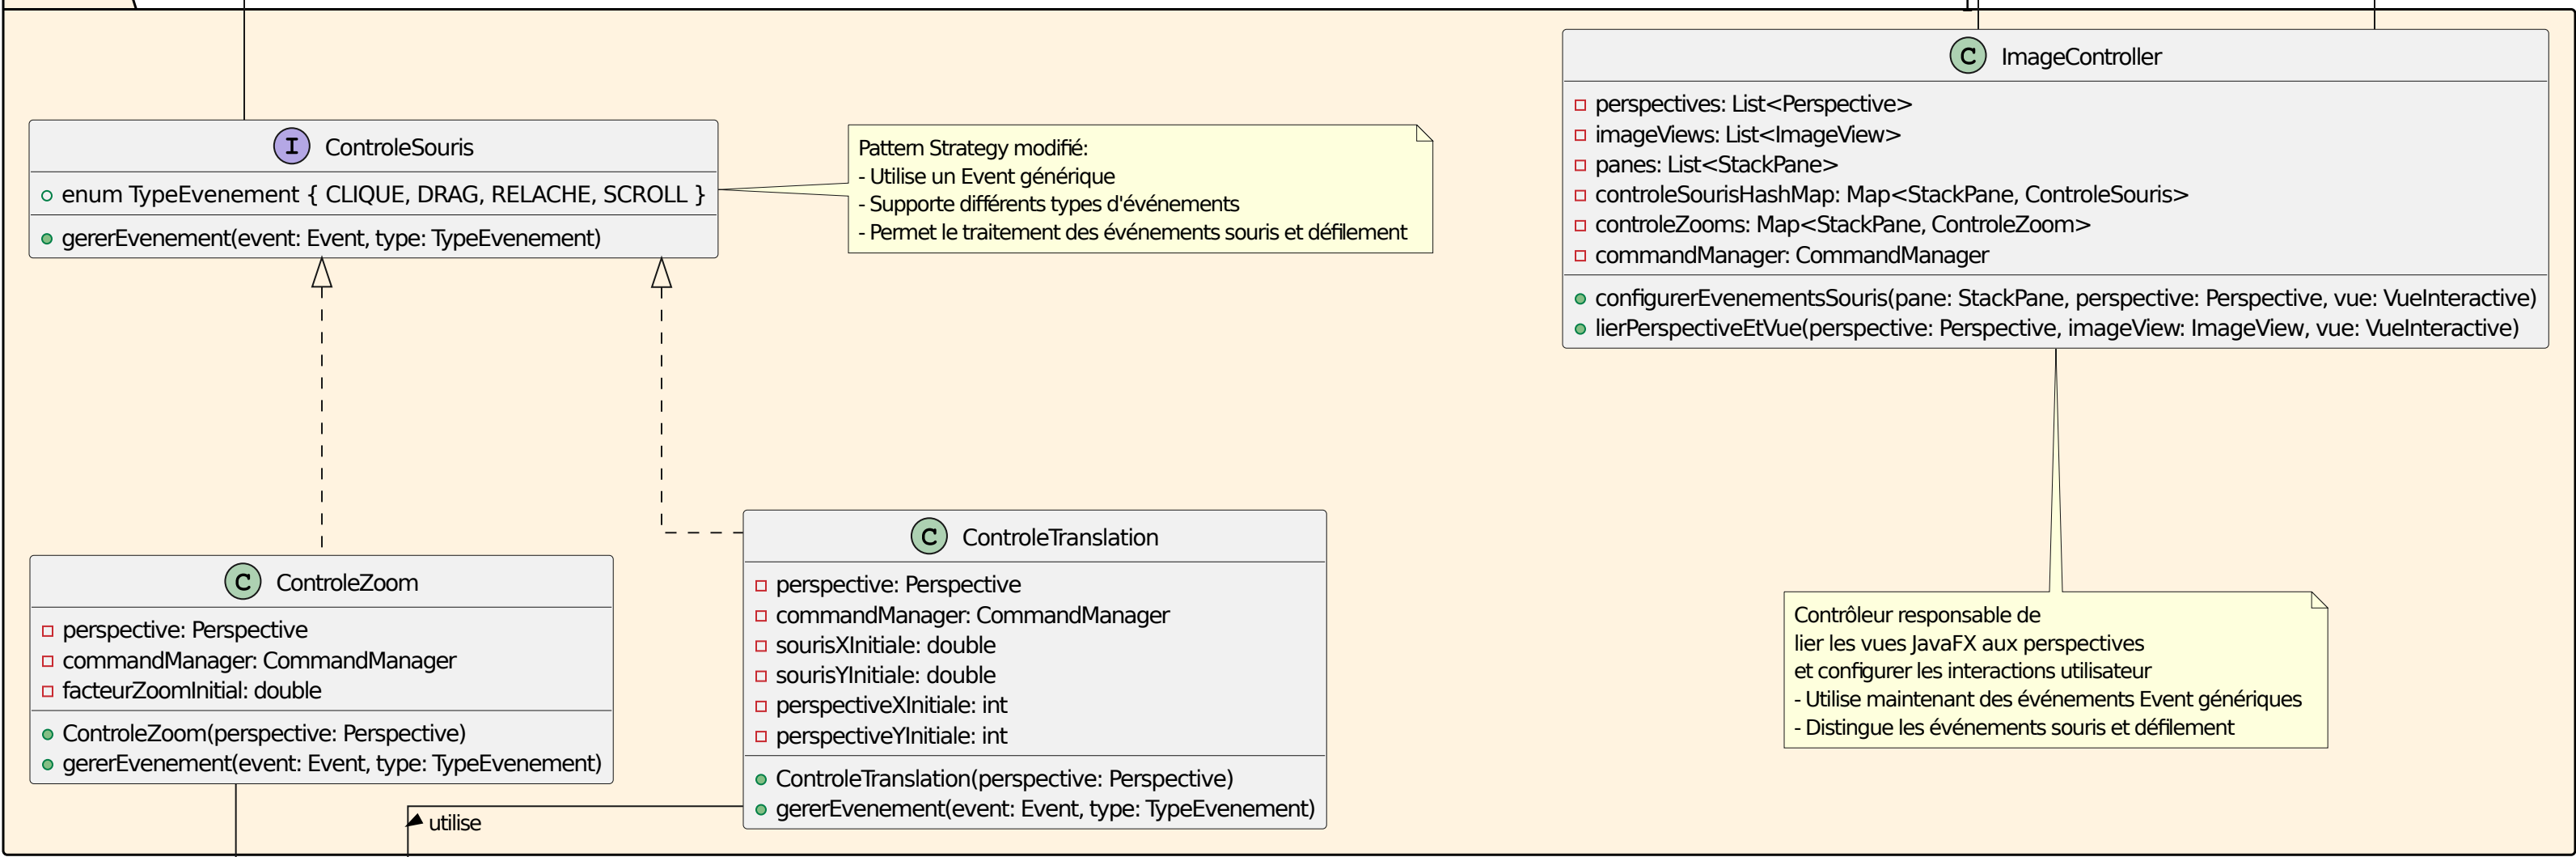 I ControleSouris
enum TypeEvenement { CLIQUE, DRAG, RELACHE, SCROLL }
gererEvenement(event: Event, type: TypeEvenement)
Pattern Strategy modifié:
- Utilise un Event générique
- Supporte différents types d'événements
- Permet le traitement des événements souris et défilement
1
C ImageController
perspectives: List<Perspective>
imageViews: List<ImageView>
panes: List<StackPane>
controleSourisHashMap: Map<StackPane, ControleSouris>
controleZooms: Map<StackPane, ControleZoom>
commandManager: CommandManager
configurerEvenementsSouris(pane: StackPane, perspective: Perspective, vue: VueInteractive)
lierPerspectiveEtVue(perspective: Perspective, imageView: ImageView, vue: VueInteractive)
C ControleZoom
perspective: Perspective
commandManager: CommandManager
facteurZoomInitial: double
ControleZoom(perspective: Perspective)
gererEvenement(event: Event, type: TypeEvenement)
C ControleTranslation
perspective: Perspective
commandManager: CommandManager
sourisXInitiale: double
sourisYInitiale: double
perspectiveXInitiale: int
perspectiveYInitiale: int
ControleTranslation(perspective: Perspective)
gererEvenement(event: Event, type: TypeEvenement)
utilise
Contrôleur responsable de
lier les vues JavaFX aux perspectives
et configurer les interactions utilisateur
- Utilise maintenant des événements Event génériques
- Distingue les événements souris et défilement